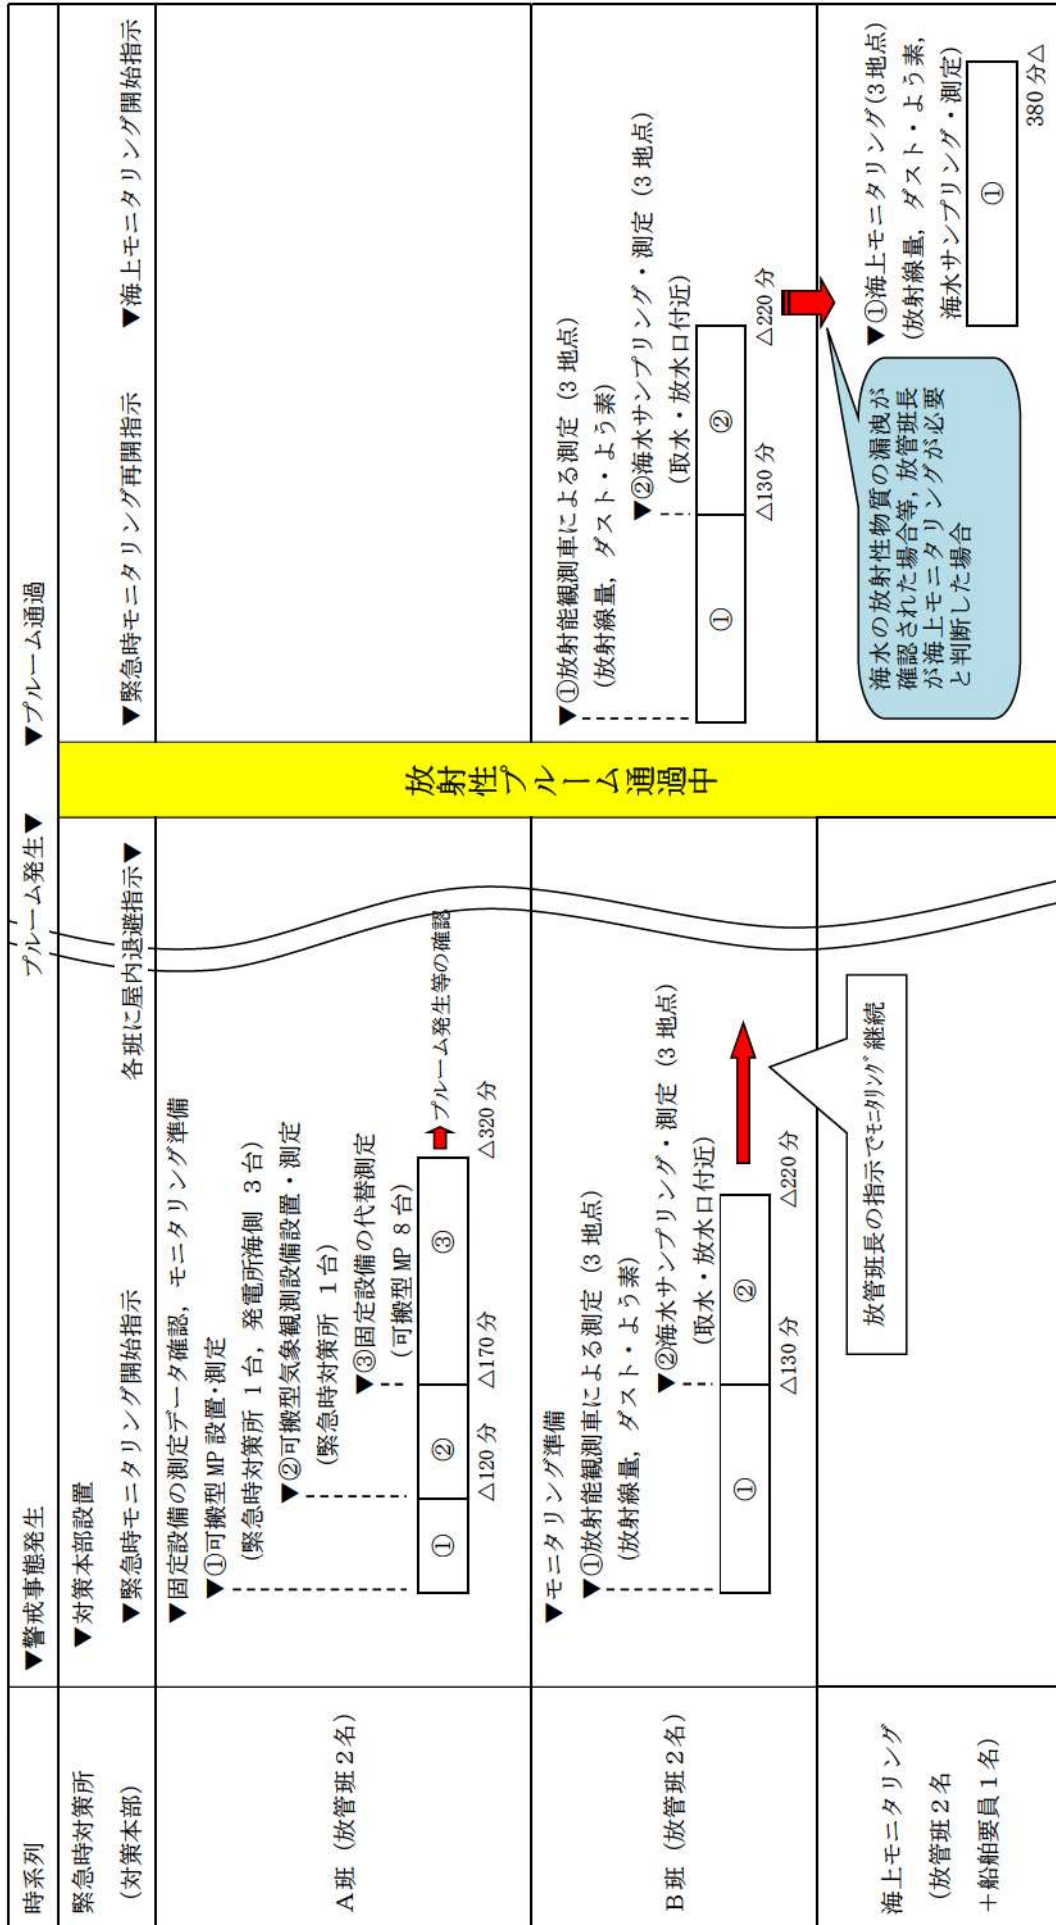 時系列
▼警戒事態発生
プルーム発生▼
▼プルーム通過
緊急時対策所
(対策本部)
▼対策本部設置
▼緊急時モニタリング開始指示
各班に屋内退避指示▼
▼緊急時モニタリング再開指示
▼海上モニタリング開始指示
A班(放管班2名)
▼固定設備の測定データ確認，モニタリング準備
▼①可搬型MP設置・測定
(緊急時対策所 1台，発電所海側 3台)
▼②可搬型気象観測設備設置・測定
(緊急時対策所 1台)
▼③固定設備の代替測定
(可搬型MP 8台)
①
②
③
プルーム発生等の確認
△120分
△170分
△320分
放射性プルーム通過中
B班(放管班2名)
▼モニタリング準備
▼①放射能観測車による測定(3地点)
(放射線量，ダスト・よう素)
▼②海水サンプリング・測定(3地点)
(取水・放水口付近)
①
②
△130分
△220分
放管班長の指示でモニタリング継続
▼①放射能観測車による測定(3地点)
(放射線量，ダスト・よう素)
▼②海水サンプリング・測定(3地点)
(取水・放水口付近)
①
②
△130分
△220分
海上モニタリング
(放管班2名
＋船舶要員1名)
海水の放射性物質の漏洩が
確認された場合等，放管班長
が海上モニタリングが必要
と判断した場合
▼①海上モニタリング(3地点)
(放射線量，ダスト・よう素，
海水サンプリング・測定)
①
380分△